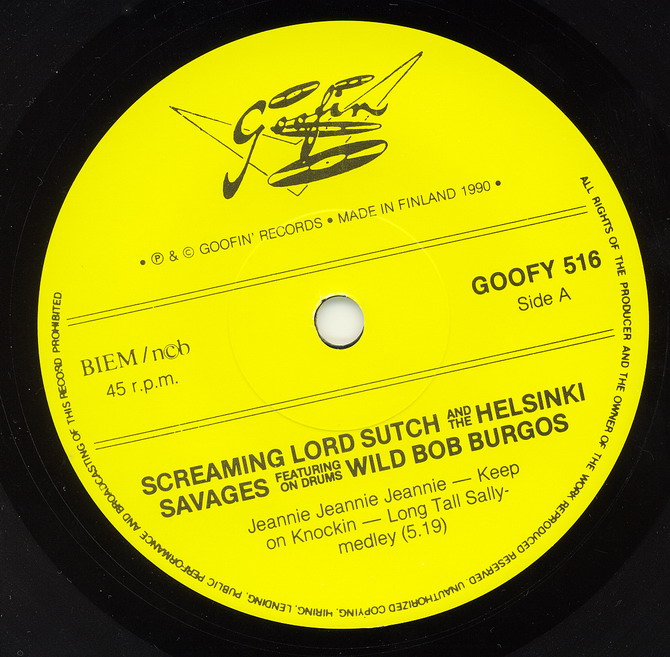 Goofin
• ℗ & © GOOFIN' RECORDS • MADE IN FINLAND 1990 •
GOOFY 516
Side A
BIEM / n©b
45 r.p.m.
SCREAMING LORD SUTCH AND THE HELSINKI
SAVAGES FEATURING ON DRUMS WILD BOB BURGOS
Jeannie Jeannie Jeannie — Keep
on Knockin — Long Tall Sally-
medley (5.19)
ALL RIGHTS OF THE PRODUCER AND THE OWNER OF THE WORK REPRODUCED RESERVED. UNAUTHORIZED COPYING, HIRING, LENDING, PUBLIC PERFORMANCE AND BROADCASTING OF THIS RECORD PROHIBITED